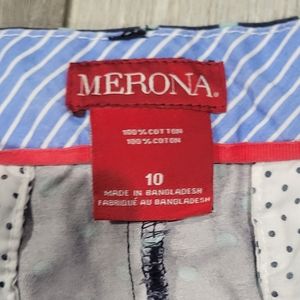 MERONA®
100% COTTON
100% COTON
10
MADE IN BANGLADESH
FABRIQUÉ AU BANGLADESH